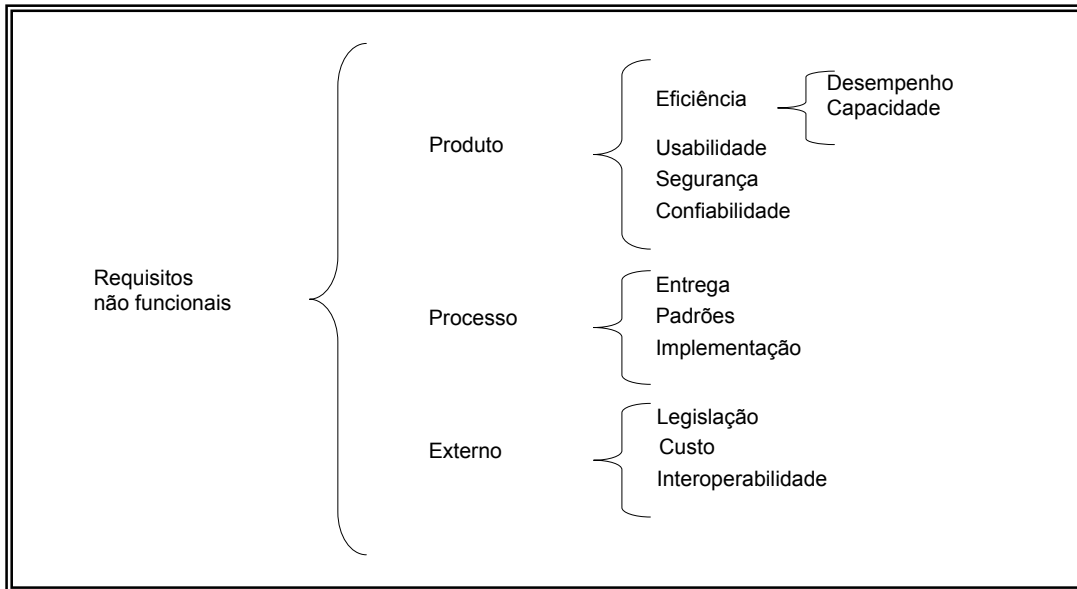 Requisitos
não funcionais
Produto
Eficiência
Desempenho
Capacidade
Usabilidade
Segurança
Confiabilidade
Processo
Entrega
Padrões
Implementação
Externo
Legislação
Custo
Interoperabilidade